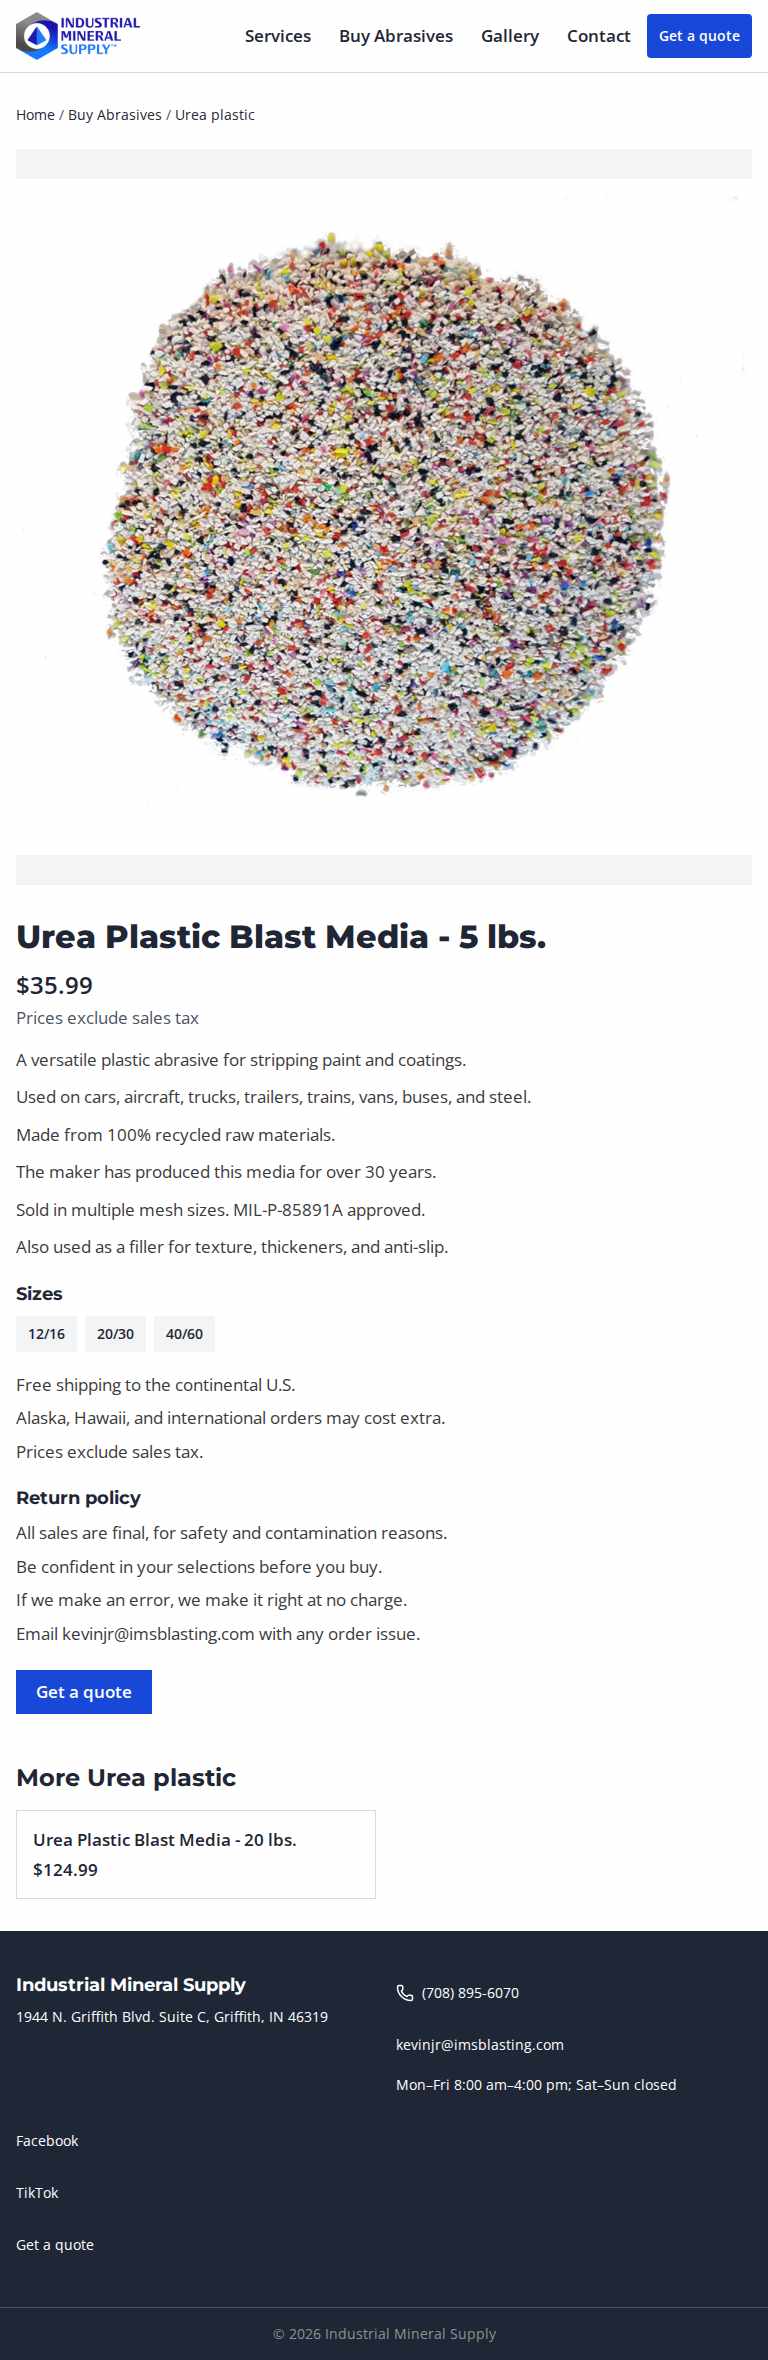 INDUSTRIAL
MINERAL
SUPPLY™
Services
Buy Abrasives
Gallery
Contact
Get a quote
Home / Buy Abrasives / Urea plastic
Urea Plastic Blast Media - 5 lbs.
$35.99
Prices exclude sales tax
A versatile plastic abrasive for stripping paint and coatings.
Used on cars, aircraft, trucks, trailers, trains, vans, buses, and steel.
Made from 100% recycled raw materials.
The maker has produced this media for over 30 years.
Sold in multiple mesh sizes. MIL-P-85891A approved.
Also used as a filler for texture, thickeners, and anti-slip.
Sizes
12/16
20/30
40/60
Free shipping to the continental U.S.
Alaska, Hawaii, and international orders may cost extra.
Prices exclude sales tax.
Return policy
All sales are final, for safety and contamination reasons.
Be confident in your selections before you buy.
If we make an error, we make it right at no charge.
Email kevinjr@imsblasting.com with any order issue.
Get a quote
More Urea plastic
Urea Plastic Blast Media - 20 lbs.
$124.99
Industrial Mineral Supply
1944 N. Griffith Blvd. Suite C, Griffith, IN 46319
(708) 895-6070
kevinjr@imsblasting.com
Mon–Fri 8:00 am–4:00 pm; Sat–Sun closed
Facebook
TikTok
Get a quote
© 2026 Industrial Mineral Supply